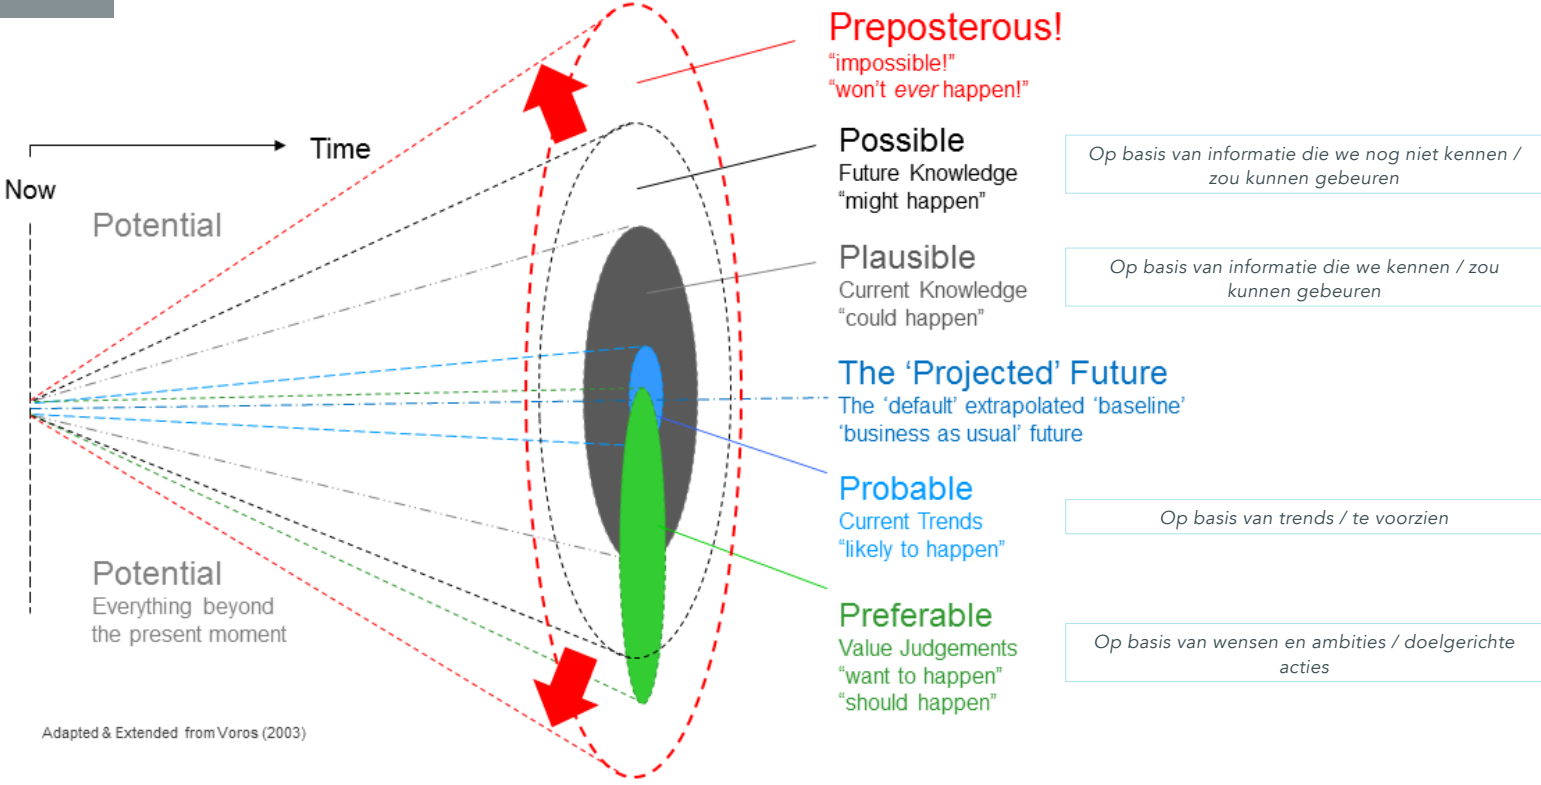 Preposterous!
“impossible!”
“won’t ever happen!”
Time
Now
Potential
Possible
Future Knowledge
“might happen”
Op basis van informatie die we nog niet kennen /
zou kunnen gebeuren
Plausible
Current Knowledge
“could happen”
Op basis van informatie die we kennen / zou
kunnen gebeuren
The ‘Projected’ Future
The ‘default’ extrapolated ‘baseline’
‘business as usual’ future
Probable
Current Trends
“likely to happen”
Op basis van trends / te voorzien
Potential
Everything beyond
the present moment
Preferable
Value Judgements
“want to happen”
“should happen”
Op basis van wensen en ambities / doelgerichte
acties
Adapted & Extended from Voros (2003)